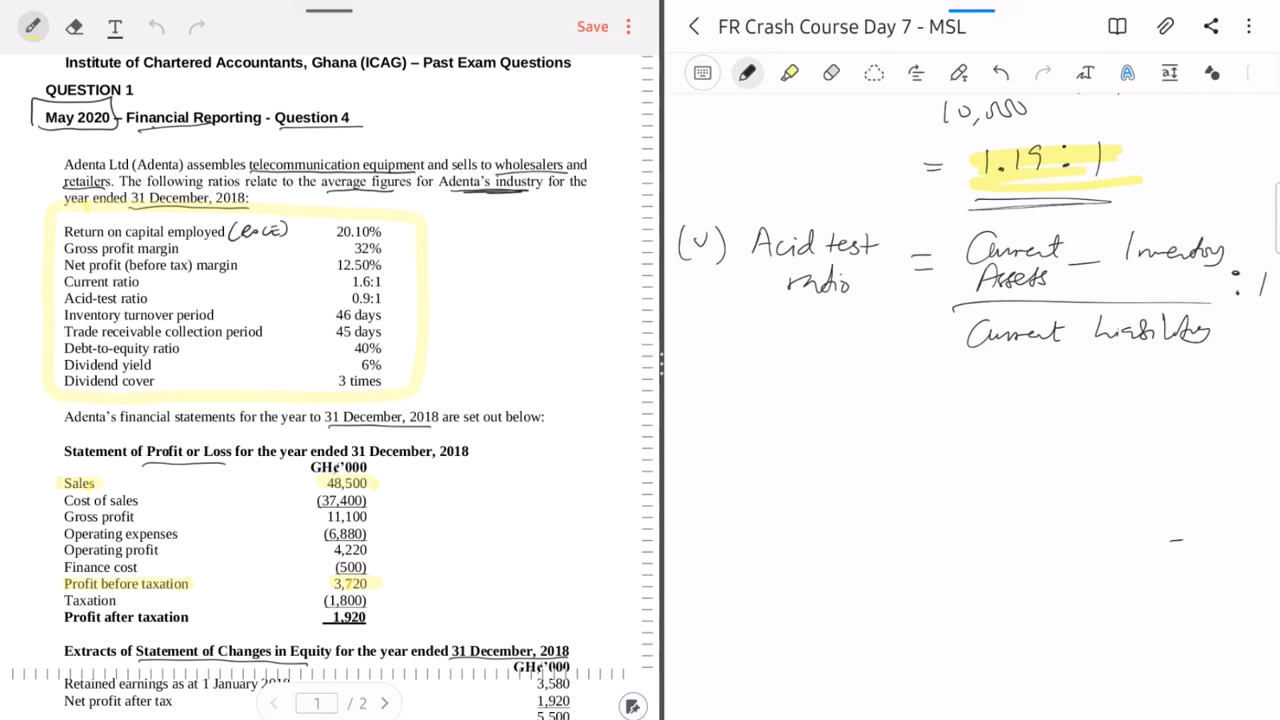 Save
Institute of Chartered Accountants, Ghana (ICAG) – Past Exam Questions
QUESTION 1
May 2020 – Financial Reporting - Question 4
Adenta Ltd (Adenta) assembles telecommunication equipment and sells to wholesalers and
retailers. The following ratios relate to the average figures for Adenta's industry for the
year ended 31 December, 2018:
Return on capital employed (ROCE) 20.10%
Gross profit margin 32%
Net profit (before tax) margin 12.50%
Current ratio 1.6:1
Acid-test ratio 0.9:1
Inventory turnover period 46 days
Trade receivable collection period 45 days
Debt-to-equity ratio 40%
Dividend yield 6%
Dividend cover 3 times
Adenta's financial statements for the year to 31 December, 2018 are set out below:
Statement of Profit or Loss for the year ended 31 December, 2018
GH¢'000
Sales 48,500
Cost of sales (37,400)
Gross profit 11,100
Operating expenses (6,880)
Operating profit 4,220
Finance cost (500)
Profit before taxation 3,720
Taxation (1,800)
Profit after taxation 1,920
Extracts of Statement of Changes in Equity for the year ended 31 December, 2018
GH¢'000
Retained earnings as at 1 January 2018 3,580
Net profit after tax 1,920
5,500
1 / 2
FR Crash Course Day 7 - MSL
10,000
= 1.19 : 1
(v) Acid test ratio = Current Assets – Inventory : 1
Current Liability